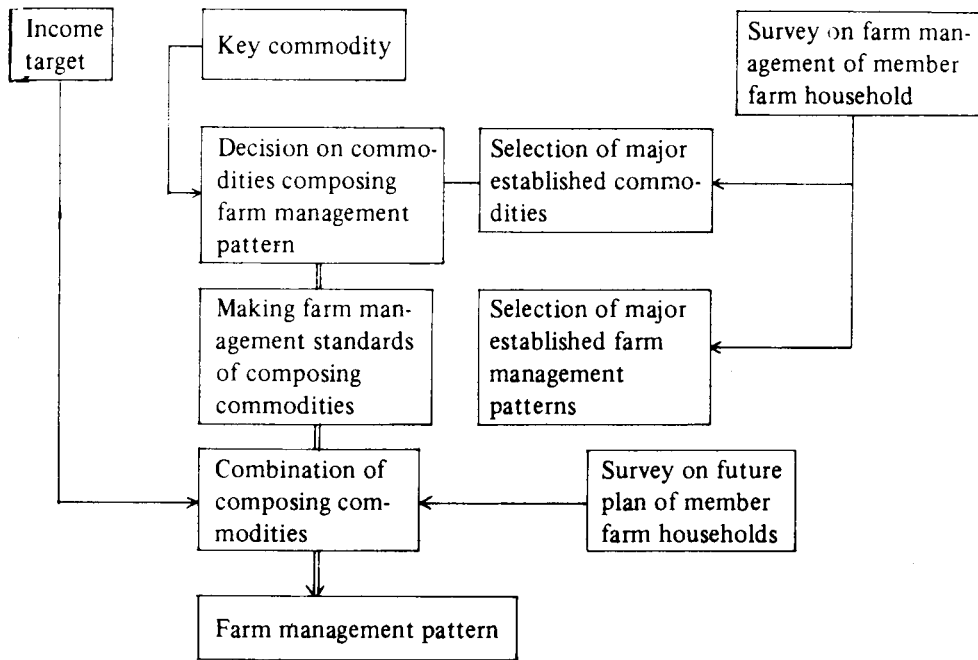 Income
target
Key commodity
Survey on farm man-
agement of member
farm household
Decision on commo-
dities composing
farm management
pattern
Selection of major
established commo-
dities
Making farm man-
agement standards
of composing
commodities
Selection of major
established farm
management
patterns
Combination of
composing com-
modities
Survey on future
plan of member
farm households
Farm management pattern